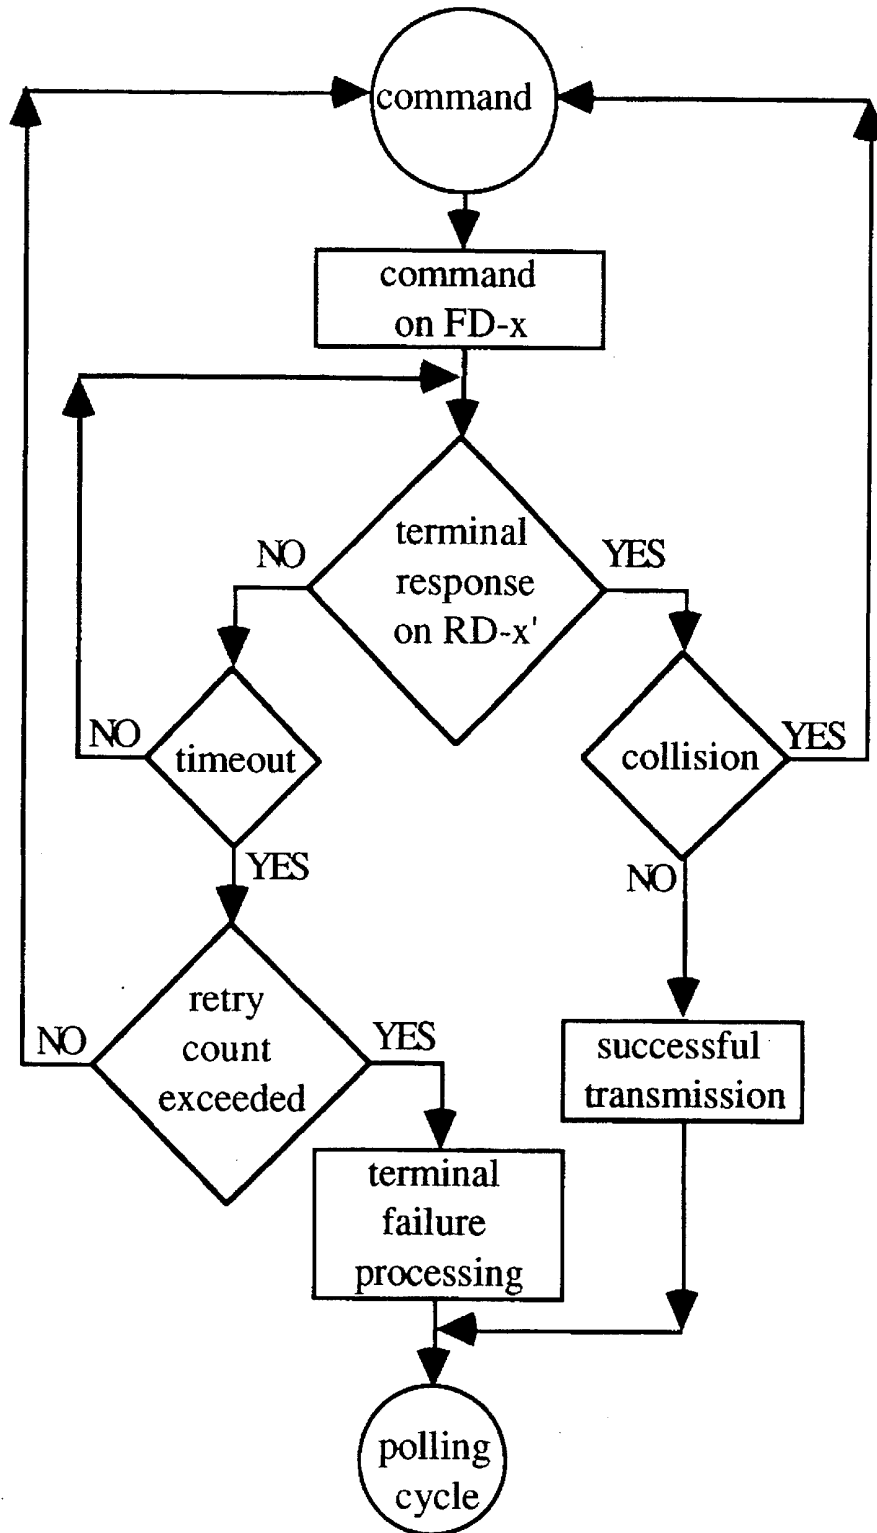 command
command
on FD-x
terminal
response
on RD-x'
NO
YES
timeout
NO
YES
collision
YES
NO
retry
count
exceeded
NO
YES
successful
transmission
terminal
failure
processing
polling
cycle